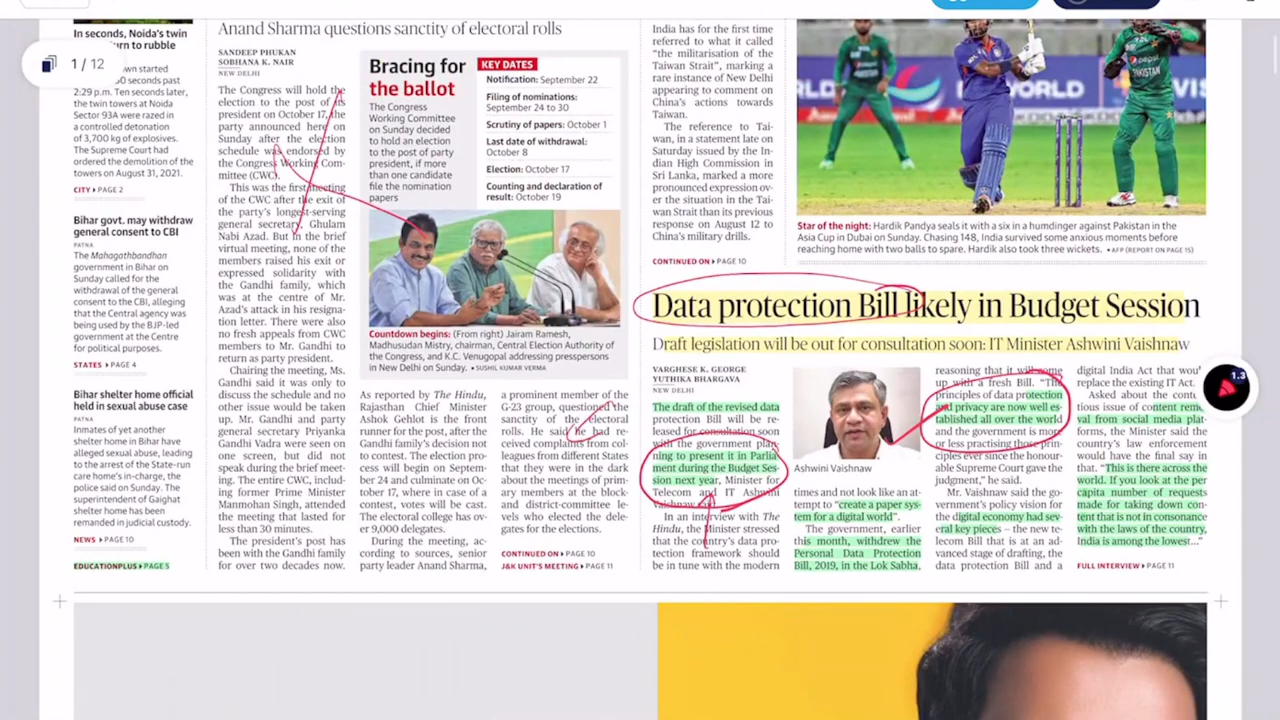 In seconds, Noida's twin
rn to rubble
1 / 12
wn started
50 seconds past
2:29 p.m. Ten seconds later,
the twin towers at Noida
Sector 93A were razed in
a controlled detonation
of 3,700 kg of explosives.
The Supreme Court had
ordered the demolition of the
towers on August 31, 2021.
CITY ▸ PAGE 2
Bihar govt. may withdraw
general consent to CBI
PATNA
The Mahagathbandhan
government in Bihar on
Sunday called for the
withdrawal of the general
consent to the CBI, alleging
that the Central agency was
being used by the BJP-led
government at the Centre
for political purposes.
STATES ▸ PAGE 4
Bihar shelter home official
held in sexual abuse case
PATNA
Inmates of yet another
shelter home in Bihar have
alleged sexual abuse, leading
to the arrest of the State-run
care home's in-charge, the
police said on Sunday. The
superintendent of Gaighat
shelter home has been
remanded in judicial custody.
NEWS ▸ PAGE 10
EDUCATIONPLUS ▸ PAGE 5
Anand Sharma questions sanctity of electoral rolls
SANDEEP PHUKAN
SOBHANA K. NAIR
NEW DELHI
The Congress will hold the
election to the post of its
president on October 17, the
party announced here on
Sunday after the election
schedule was endorsed by
the Congress Working Com-
mittee (CWC).
This was the first meeting
of the CWC after the exit of
the party's longest-serving
general secretary, Ghulam
Nabi Azad. But in the brief
virtual meeting, none of the
members raised his exit or
expressed solidarity with
the Gandhi family, which
was at the centre of Mr.
Azad's attack in his resig-
nation letter. There were also
no fresh appeals from CWC
members to Mr. Gandhi to
return as party president.
Chairing the meeting, Ms.
Gandhi said it was only to
discuss the schedule and no
other issue would be taken
up. Mr. Gandhi and party
general secretary Priyanka
Gandhi Vadra were seen on
one screen, but did not
speak during the brief meet-
ing. The entire CWC, includ-
ing former Prime Minister
Manmohan Singh, attended
the meeting that lasted for
less than 30 minutes.
The president's post has
been with the Gandhi family
for over two decades now.
Bracing for
the ballot
The Congress
Working Committee
on Sunday decided
to hold an election
to the post of party
president, if more
than one candidate
file the nomination
papers
KEY DATES
Notification: September 22
Filing of nominations:
September 24 to 30
Scrutiny of papers: October 1
Last date of withdrawal:
October 8
Election: October 17
Counting and declaration of
result: October 19
Countdown begins: (From right) Jairam Ramesh,
Madhusudan Mistry, chairman, Central Election Authority of
the Congress, and K.C. Venugopal addressing presspersons
in New Delhi on Sunday. • SUSHIL KUMAR VERMA
As reported by The Hindu,
Rajasthan Chief Minister
Ashok Gehlot is the front
runner for the post, after the
Gandhi family's decision not
to contest. The election pro-
cess will begin on Septem-
ber 24 and culminate on Oc-
tober 17, where in case of a
contest, votes will be cast.
The electoral college has ov-
er 9,000 delegates.
During the meeting, ac-
cording to sources, senior
party leader Anand Sharma,
a prominent member of the
G-23 group, questioned the
sanctity of the electoral
rolls. He said he had re-
ceived complaints from col-
leagues from different States
that they were in the dark
about the meetings of pri-
mary members at the block-
and district-committee le-
vels who elected the dele-
gates for the elections.
CONTINUED ON ▸ PAGE 10
J&K UNIT'S MEETING ▸ PAGE 11
India has for the first time
referred to what it called
“the militarisation of the
Taiwan Strait”, marking a
rare instance of New Delhi
appearing to comment on
China's actions towards
Taiwan.
The reference to Tai-
wan, in a statement late on
Saturday issued by the In-
dian High Commission in
Sri Lanka, marked a more
pronounced expression ov-
er the situation in the Tai-
wan Strait than its previous
response on August 12 to
China's military drills.
CONTINUED ON ▸ PAGE 10
Star of the night: Hardik Pandya seals it with a six in a humdinger against Pakistan in the
Asia Cup in Dubai on Sunday. Chasing 148, India survived some anxious moments before
reaching home with two balls to spare. Hardik also took three wickets. • AFP (REPORT ON PAGE 15)
Data protection Bill likely in Budget Session
Draft legislation will be out for consultation soon: IT Minister Ashwini Vaishnaw
VARGHESE K. GEORGE
YUTHIKA BHARGAVA
NEW DELHI
The draft of the revised data
protection Bill will be re-
leased for consultation soon
with the government plan-
ning to present it in Parlia-
ment during the Budget Ses-
sion next year, Minister for
Telecom and IT Ashwini
Vaishnaw
In an interview with The
Hindu, the Minister stressed
that the country's data pro-
tection framework should
be in tune with the modern
Ashwini Vaishnaw
times and not look like an at-
tempt to “create a paper sys-
tem for a digital world”.
The government, earlier
this month, withdrew the
Personal Data Protection
Bill, 2019, in the Lok Sabha,
reasoning that it will some
up with a fresh Bill. “The
principles of data protection
and privacy are now well es-
tablished all over the world
and the government is more
or less practising those prin-
ciples ever since the honour-
able Supreme Court gave the
judgment,” he said.
Mr. Vaishnaw said the go-
vernment's policy vision for
the digital economy had sev-
eral key pieces – the new te-
lecom Bill that is at an ad-
vanced stage of drafting, the
data protection Bill and a
digital India Act that wou
replace the existing IT Act.
Asked about the conte
tious issue of content remo
val from social media plat
forms, the Minister said the
country's law enforcement
would have the final say in
that. “This is there across the
world. If you look at the per
capita number of requests
made for taking down con-
tent that is not in consonance
with the laws of the country,
India is among the lowest...”
FULL INTERVIEW ▸ PAGE 11
1.3